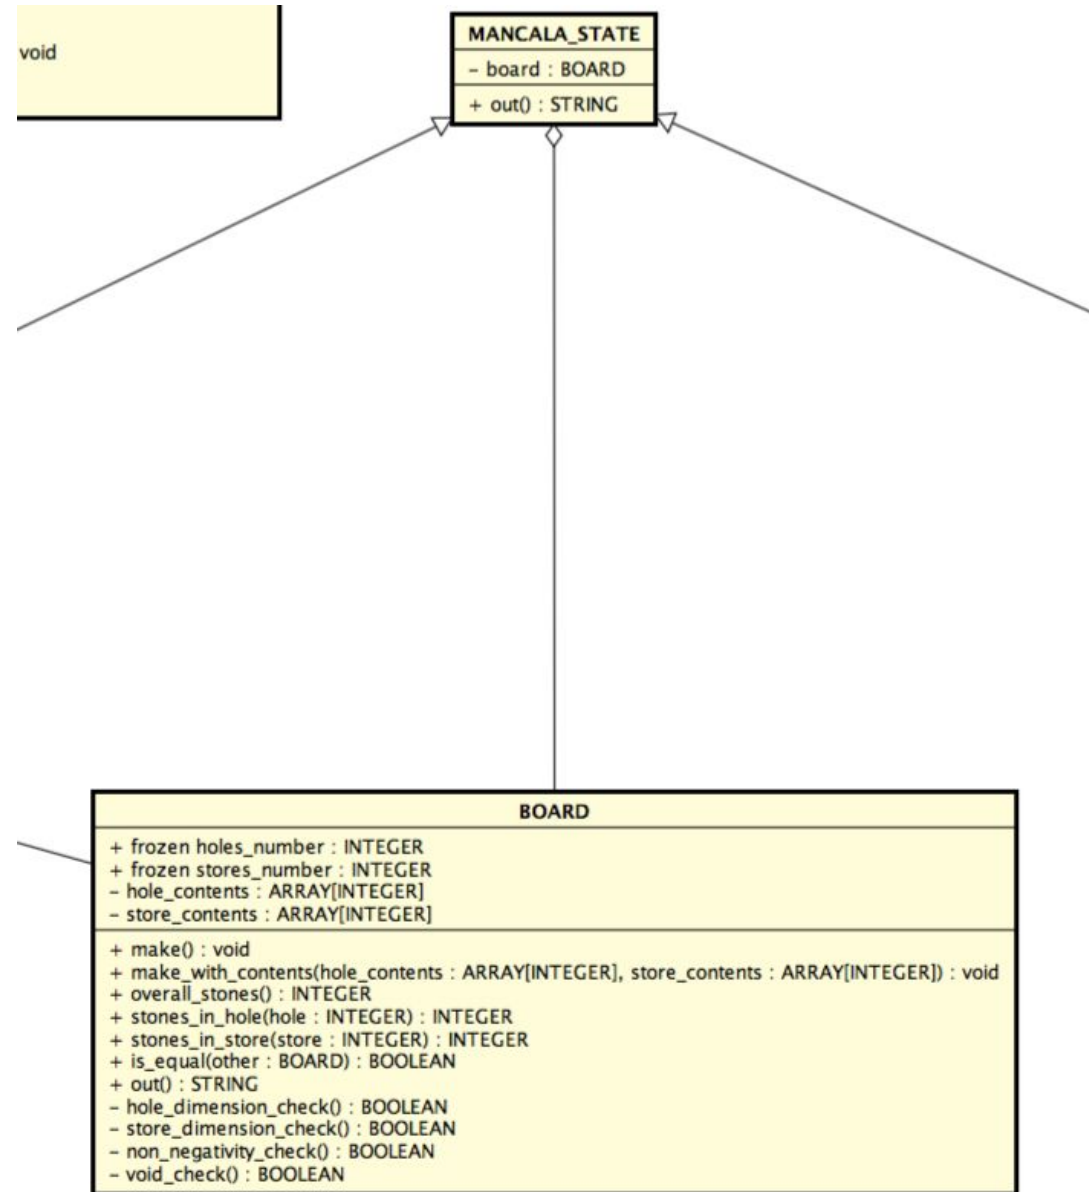 void
MANCALA_STATE
- board : BOARD
+ out() : STRING
BOARD
+ frozen holes_number : INTEGER
+ frozen stores_number : INTEGER
- hole_contents : ARRAY[INTEGER]
- store_contents : ARRAY[INTEGER]
+ make() : void
+ make_with_contents(hole_contents : ARRAY[INTEGER], store_contents : ARRAY[INTEGER]) : void
+ overall_stones() : INTEGER
+ stones_in_hole(hole : INTEGER) : INTEGER
+ stones_in_store(store : INTEGER) : INTEGER
+ is_equal(other : BOARD) : BOOLEAN
+ out() : STRING
- hole_dimension_check() : BOOLEAN
- store_dimension_check() : BOOLEAN
- non_negativity_check() : BOOLEAN
- void_check() : BOOLEAN